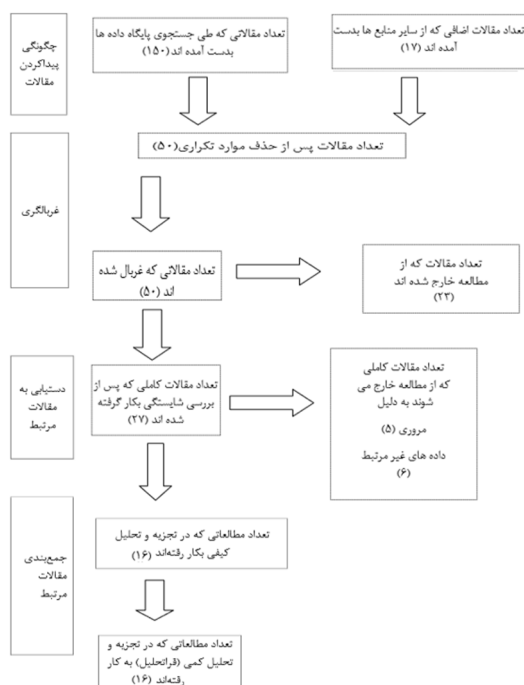 چگونگی
پیداکردن
مقالات
تعداد مقالاتی که طی جستجوی پایگاه داده ها
بدست آمده اند (۱۵۰)
تعداد مقالات اضافی که از سایر منابع ها بدست
آمده اند (۱۷)
تعداد مقالات پس از حذف موارد تکراری(۵۰)
غربالگری
تعداد مقالاتی که غربال شده
اند (۵۰)
تعداد مقالات که از
مطالعه خارج شده اند
(۲۳)
دستیابی به
مقالات
مرتبط
تعداد مقالات کاملی که پس از
بررسی شایستگی بکار گرفته
شده اند (۲۷)
تعداد مقالات کاملی
که از مطالعه خارج می
شوند به دلیل
مروری (۵)
داده های غیر مرتبط
(۶)
جمع‌بندی
مقالات
مرتبط
تعداد مطالعاتی که در تجزیه و تحلیل
کیفی بکار رفته‌اند (۱۶)
تعداد مطالعاتی که در تجزیه و
تحلیل کمی (فراتحلیل) به کار
رفته‌اند (۱۶)